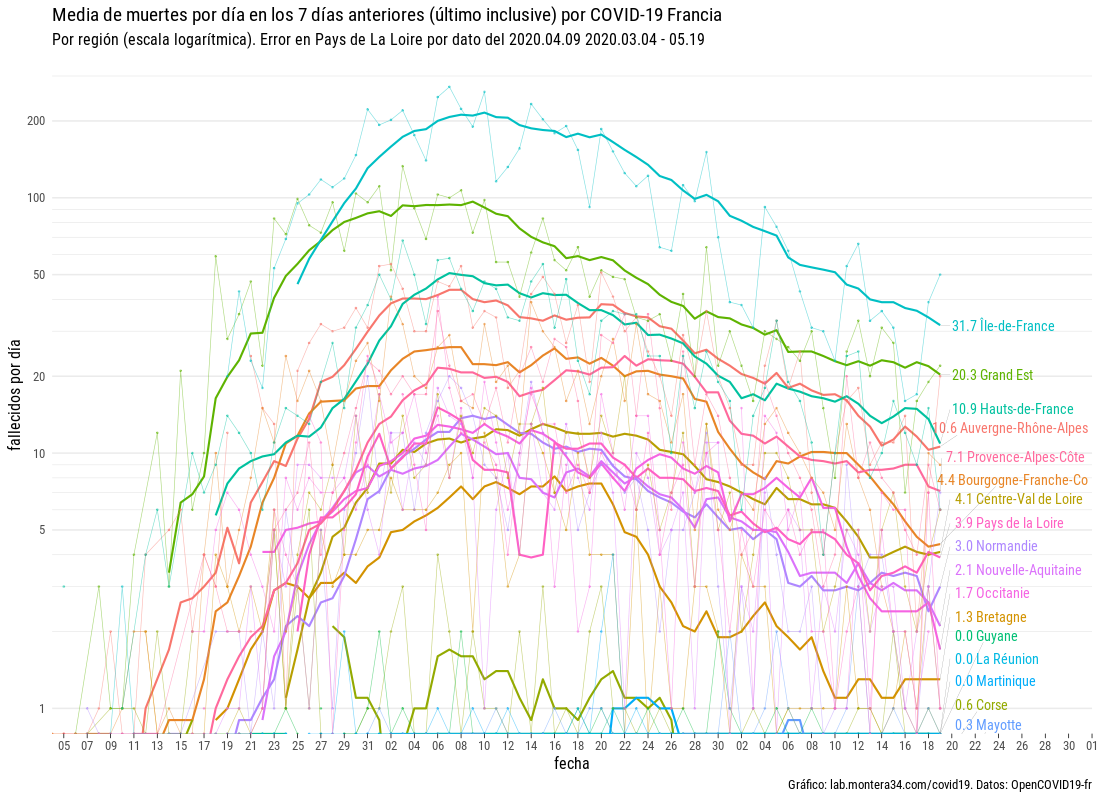 Media de muertes por día en los 7 días anteriores (último inclusive) por COVID-19 Francia
Por región (escala logarítmica). Error en Pays de La Loire por dato del 2020.04.09 2020.03.04 - 05.19
fallecidos por día
200
100
50
20
10
5
1
31.7 Île-de-France
20.3 Grand Est
10.9 Hauts-de-France
10.6 Auvergne-Rhône-Alpes
7.1 Provence-Alpes-Côte
4.4 Bourgogne-Franche-Co
4.1 Centre-Val de Loire
3.9 Pays de la Loire
3.0 Normandie
2.1 Nouvelle-Aquitaine
1.7 Occitanie
1.3 Bretagne
0.0 Guyane
0.0 La Réunion
0.0 Martinique
0.6 Corse
0.3 Mayotte
05 07 09 11 13 15 17 19 21 23 25 27 29 31 02 04 06 08 10 12 14 16 18 20 22 24 26 28 30 02 04 06 08 10 12 14 16 18 20 22 24 26 28 30 01
fecha
Gráfico: lab.montera34.com/covid19. Datos: OpenCOVID19-fr